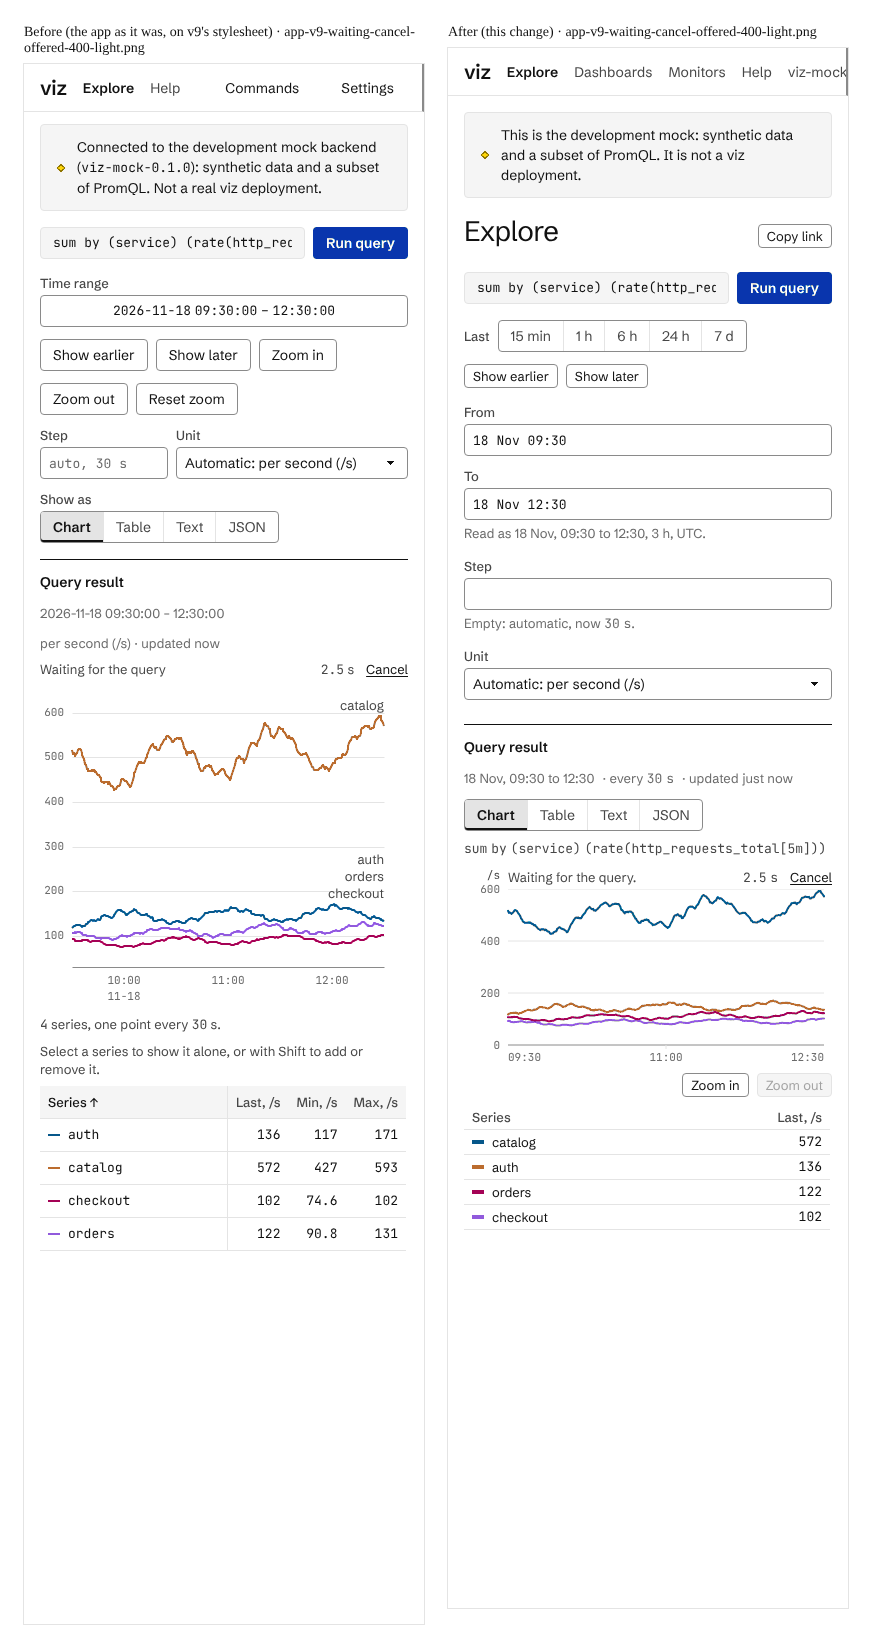 Before (the app as it was, on v9's stylesheet) · app-v9-waiting-cancel-
offered-400-light.png
viz Explore Help Commands Settings
Connected to the development mock backend
(viz-mock-0.1.0): synthetic data and a subset
of PromQL. Not a real viz deployment.
sum by (service) (rate(http_rec Run query
Time range
2026-11-18 09:30:00 – 12:30:00
Show earlier Show later Zoom in
Zoom out Reset zoom
Step Unit
auto, 30 s Automatic: per second (/s)
Show as
Chart Table Text JSON
Query result
2026-11-18 09:30:00 – 12:30:00
per second (/s) · updated now
Waiting for the query 2.5 s Cancel
catalog
600
500
400
300
auth
orders
200 checkout
100
10:00 11:00 12:00
11-18
4 series, one point every 30 s.
Select a series to show it alone, or with Shift to add or
remove it.
Series ↑ Last, /s Min, /s Max, /s
auth 136 117 171
catalog 572 427 593
checkout 102 74.6 102
orders 122 90.8 131
After (this change) · app-v9-waiting-cancel-offered-400-light.png
viz Explore Dashboards Monitors Help viz-mock
This is the development mock: synthetic data
and a subset of PromQL. It is not a viz
deployment.
Explore Copy link
sum by (service) (rate(http_rec Run query
Last 15 min 1 h 6 h 24 h 7 d
Show earlier Show later
From
18 Nov 09:30
To
18 Nov 12:30
Read as 18 Nov, 09:30 to 12:30, 3 h, UTC.
Step
Empty: automatic, now 30 s.
Unit
Automatic: per second (/s)
Query result
18 Nov, 09:30 to 12:30 · every 30 s · updated just now
Chart Table Text JSON
sum by (service) (rate(http_requests_total[5m]))
/s Waiting for the query. 2.5 s Cancel
600
400
200
0
09:30 11:00 12:30
Zoom in Zoom out
Series Last, /s
catalog 572
auth 136
orders 122
checkout 102